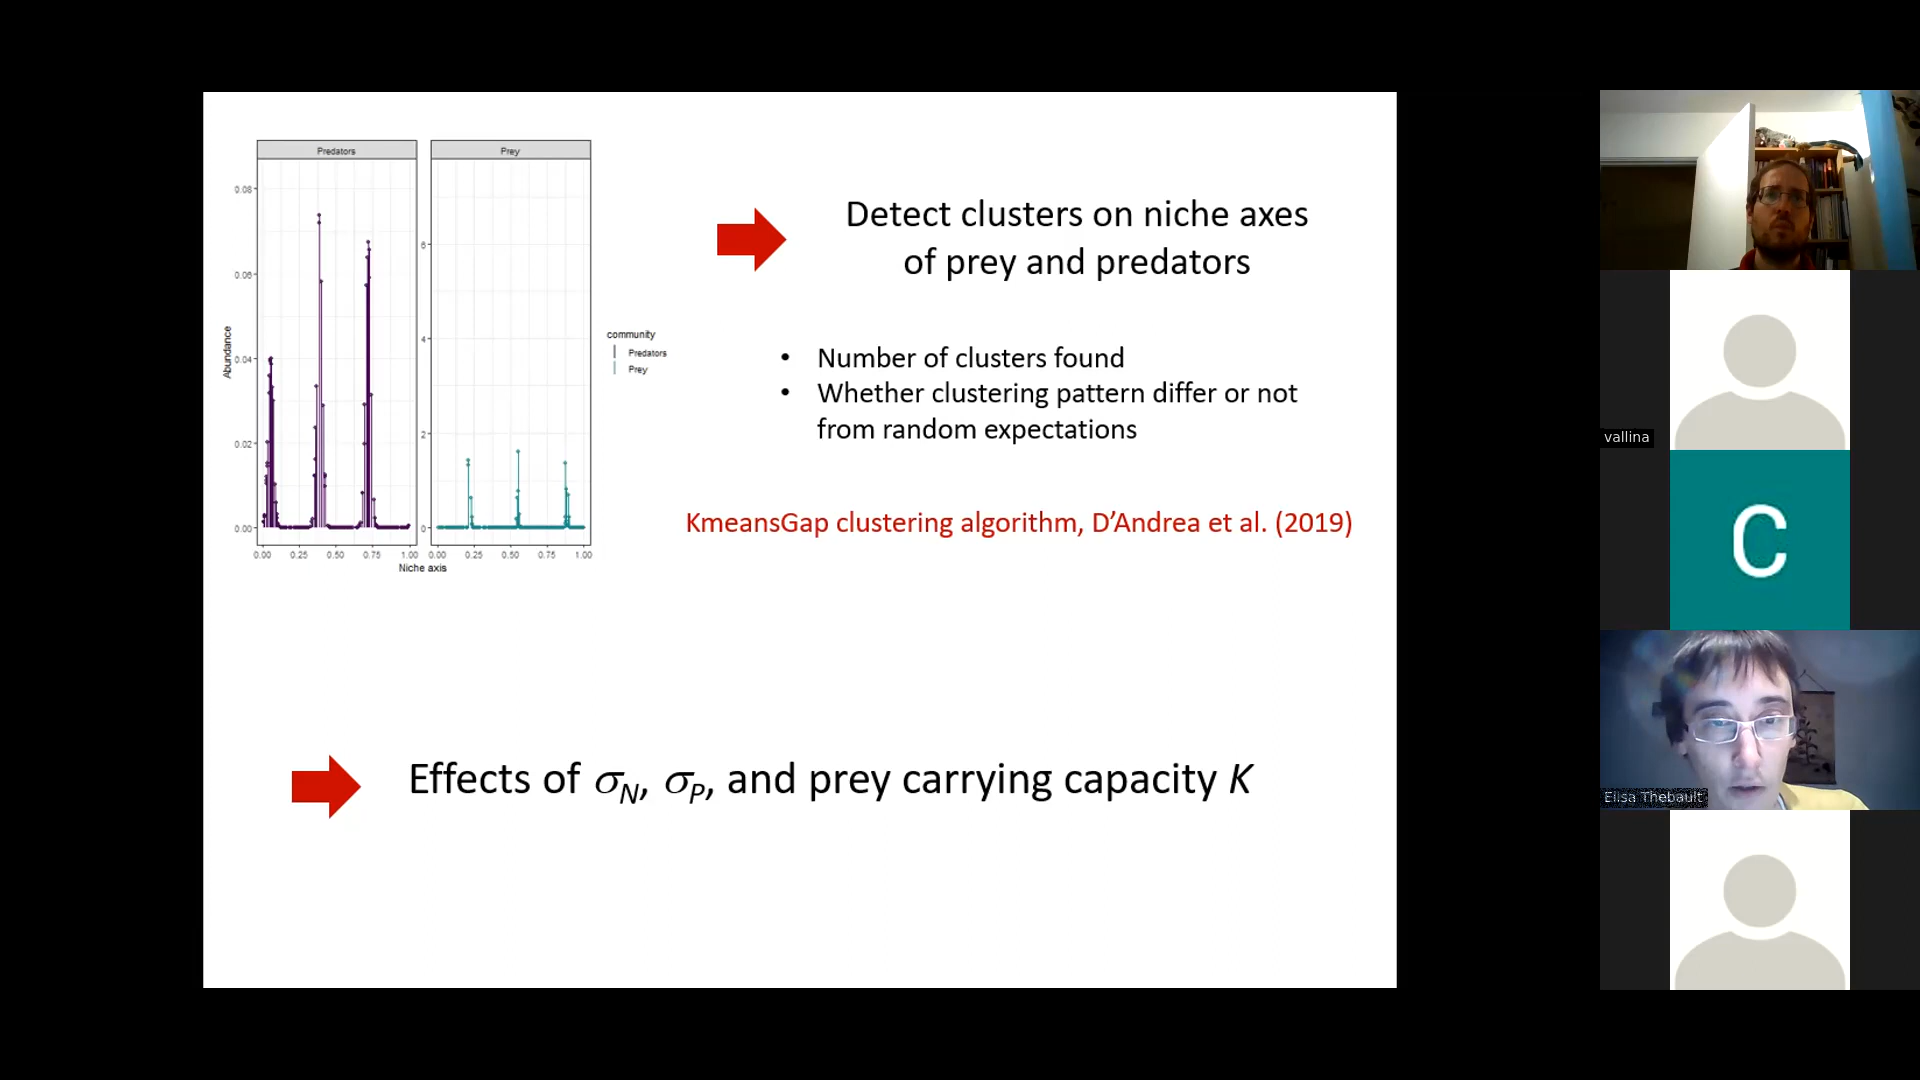 Predators
Prey
0.08
0.06
0.04
0.02
0.00
6
4
2
0
Abundance
0.00 0.25 0.50 0.75 1.00
0.00 0.25 0.50 0.75 1.00
Niche axis
community
Predators
Prey
Detect clusters on niche axes
of prey and predators
• Number of clusters found
• Whether clustering pattern differ or not
from random expectations
KmeansGap clustering algorithm, D’Andrea et al. (2019)
Effects of σN, σP, and prey carrying capacity K
vallina
C
Elisa Thebault